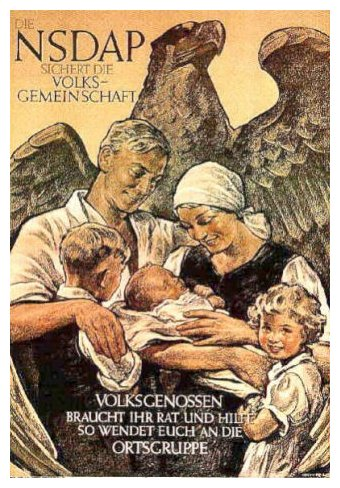 DIE
NSDAP
SICHERT DIE
VOLKS-
GEMEINSCHAFT
VOLKSGENOSSEN
BRAUCHT IHR RAT UND HILFE
SO WENDET EUCH AN DIE
ORTSGRUPPE